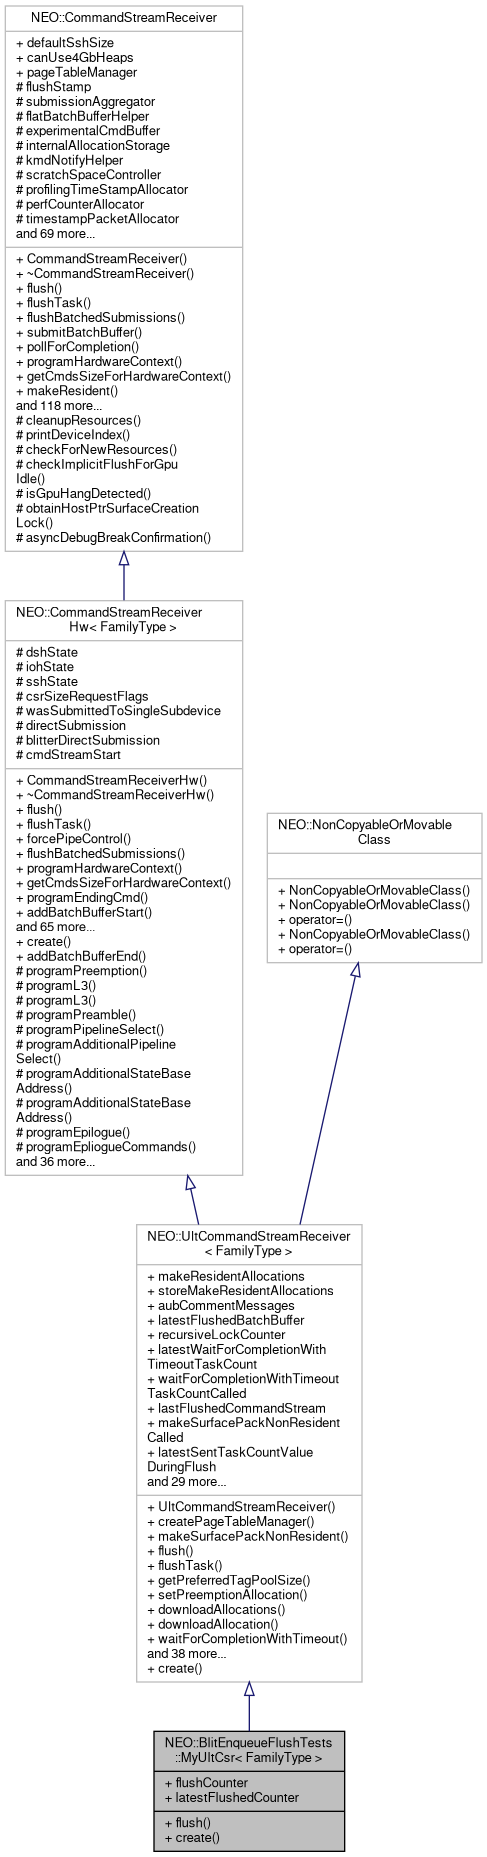 NEO::CommandStreamReceiver
+ defaultSshSize
+ canUse4GbHeaps
+ pageTableManager
# flushStamp
# submissionAggregator
# flatBatchBufferHelper
# experimentalCmdBuffer
# internalAllocationStorage
# kmdNotifyHelper
# scratchSpaceController
# profilingTimeStampAllocator
# perfCounterAllocator
# timestampPacketAllocator
and 69 more...
+ CommandStreamReceiver()
+ ~CommandStreamReceiver()
+ flush()
+ flushTask()
+ flushBatchedSubmissions()
+ submitBatchBuffer()
+ pollForCompletion()
+ programHardwareContext()
+ getCmdsSizeForHardwareContext()
+ makeResident()
and 118 more...
# cleanupResources()
# printDeviceIndex()
# checkForNewResources()
# checkImplicitFlushForGpu
Idle()
# isGpuHangDetected()
# obtainHostPtrSurfaceCreation
Lock()
# asyncDebugBreakConfirmation()
NEO::CommandStreamReceiver
Hw< FamilyType >
# dshState
# iohState
# sshState
# csrSizeRequestFlags
# wasSubmittedToSingleSubdevice
# directSubmission
# blitterDirectSubmission
# cmdStreamStart
+ CommandStreamReceiverHw()
+ ~CommandStreamReceiverHw()
+ flush()
+ flushTask()
+ forcePipeControl()
+ flushBatchedSubmissions()
+ programHardwareContext()
+ getCmdsSizeForHardwareContext()
+ programEndingCmd()
+ addBatchBufferStart()
and 65 more...
+ create()
+ addBatchBufferEnd()
# programPreemption()
# programL3()
# programL3()
# programPreamble()
# programPipelineSelect()
# programAdditionalPipeline
Select()
# programAdditionalStateBase
Address()
# programAdditionalStateBase
Address()
# programEpilogue()
# programEpliogueCommands()
and 36 more...
NEO::NonCopyableOrMovable
Class
+ NonCopyableOrMovableClass()
+ NonCopyableOrMovableClass()
+ operator=()
+ NonCopyableOrMovableClass()
+ operator=()
NEO::UltCommandStreamReceiver
< FamilyType >
+ makeResidentAllocations
+ storeMakeResidentAllocations
+ aubCommentMessages
+ latestFlushedBatchBuffer
+ recursiveLockCounter
+ latestWaitForCompletionWith
TimeoutTaskCount
+ waitForCompletionWithTimeout
TaskCountCalled
+ lastFlushedCommandStream
+ makeSurfacePackNonResident
Called
+ latestSentTaskCountValue
DuringFlush
and 29 more...
+ UltCommandStreamReceiver()
+ createPageTableManager()
+ makeSurfacePackNonResident()
+ flush()
+ flushTask()
+ getPreferredTagPoolSize()
+ setPreemptionAllocation()
+ downloadAllocations()
+ downloadAllocation()
+ waitForCompletionWithTimeout()
and 38 more...
+ create()
NEO::BlitEnqueueFlushTests
::MyUltCsr< FamilyType >
+ flushCounter
+ latestFlushedCounter
+ flush()
+ create()